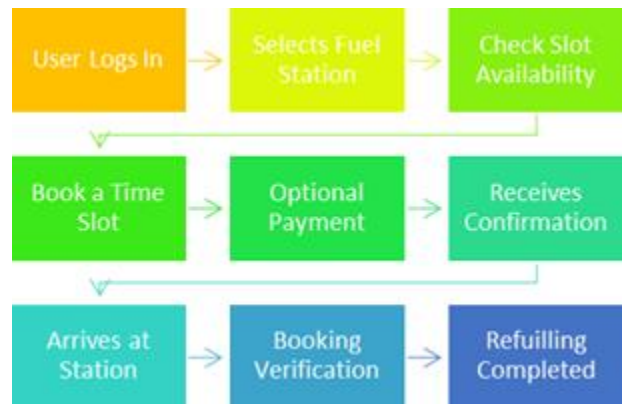 User Logs In
Selects Fuel
Station
Check Slot
Availability
Book a Time
Slot
Optional
Payment
Receives
Confirmation
Arrives at
Station
Booking
Verification
Refuilling
Completed